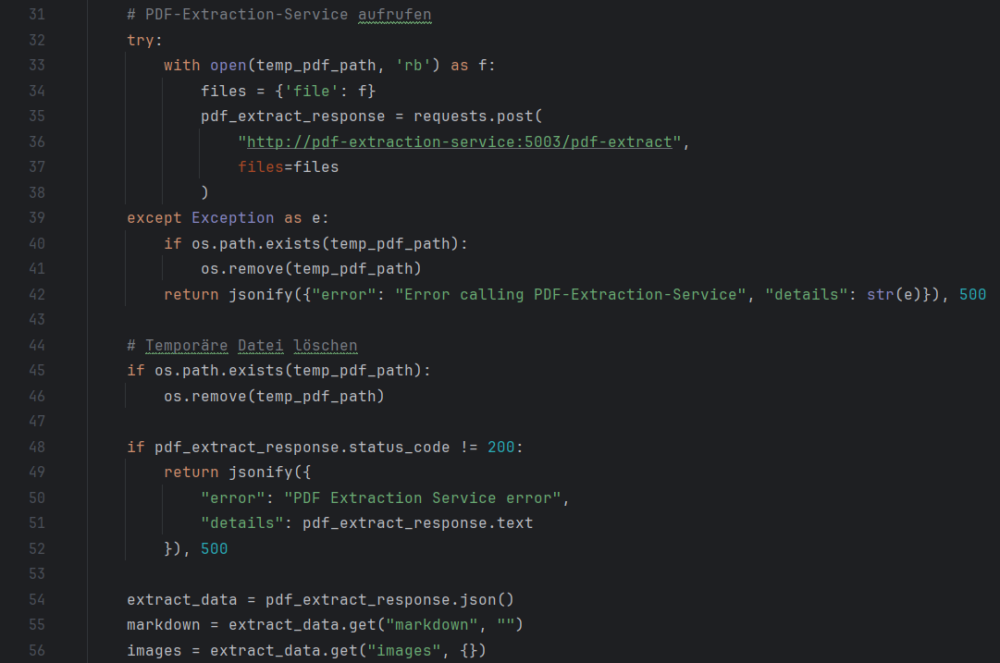 31 # PDF-Extraction-Service aufrufen
32 try:
33     with open(temp_pdf_path, 'rb') as f:
34         files = {'file': f}
35         pdf_extract_response = requests.post(
36             "http://pdf-extraction-service:5003/pdf-extract",
37             files=files
38         )
39 except Exception as e:
40     if os.path.exists(temp_pdf_path):
41         os.remove(temp_pdf_path)
42     return jsonify({"error": "Error calling PDF-Extraction-Service", "details": str(e)}), 500
43
44 # Temporäre Datei löschen
45 if os.path.exists(temp_pdf_path):
46     os.remove(temp_pdf_path)
47
48 if pdf_extract_response.status_code != 200:
49     return jsonify({
50         "error": "PDF Extraction Service error",
51         "details": pdf_extract_response.text
52     }), 500
53
54 extract_data = pdf_extract_response.json()
55 markdown = extract_data.get("markdown", "")
56 images = extract_data.get("images", {})